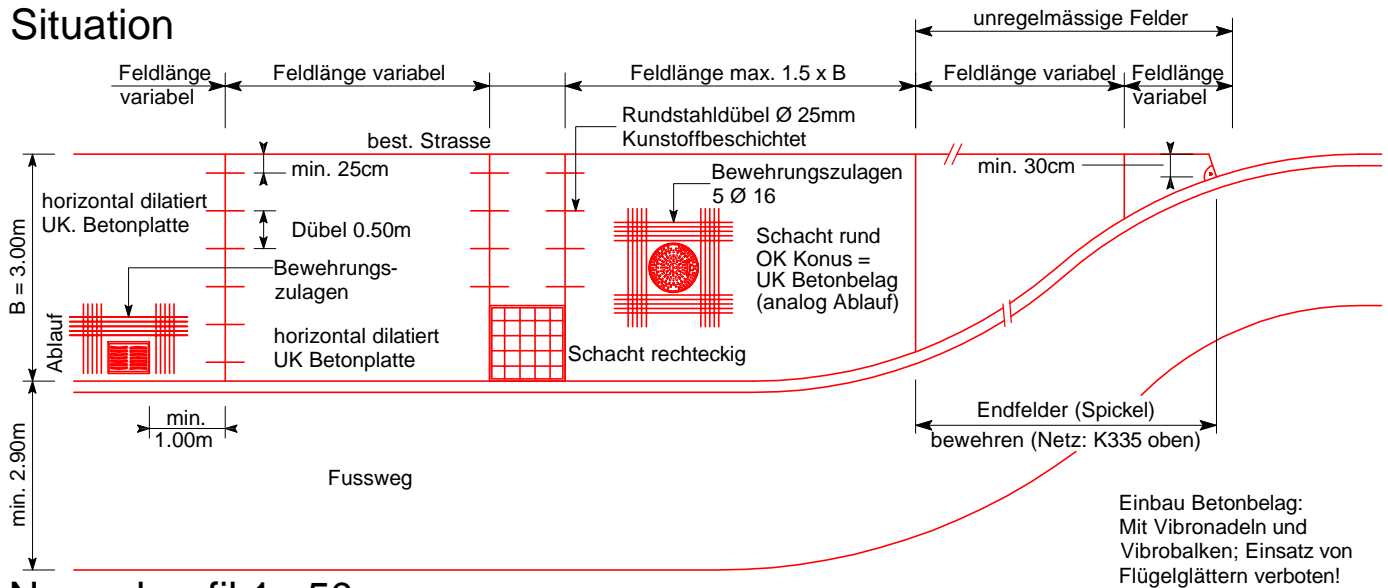 Situation
unregelmässige Felder
Feldlänge
variabel
Feldlänge variabel
Feldlänge max. 1.5 x B
Feldlänge variabel
Feldlänge
variabel
best. Strasse
Rundstahldübel Ø 25mm
Kunstoffbeschichtet
min. 25cm
min. 30cm
Bewehrungszulagen
5 Ø 16
horizontal dilatiert
UK. Betonplatte
B = 3.00m
Dübel 0.50m
Schacht rund
OK Konus =
UK Betonbelag
(analog Ablauf)
Bewehrungs-
zulagen
Ablauf
horizontal dilatiert
UK Betonplatte
Schacht rechteckig
min.
1.00m
min. 2.90m
Endfelder (Spickel)
bewehren (Netz: K335 oben)
Fussweg
Einbau Betonbelag:
Mit Vibronadeln und
Vibrobalken; Einsatz von
Flügelglättern verboten!